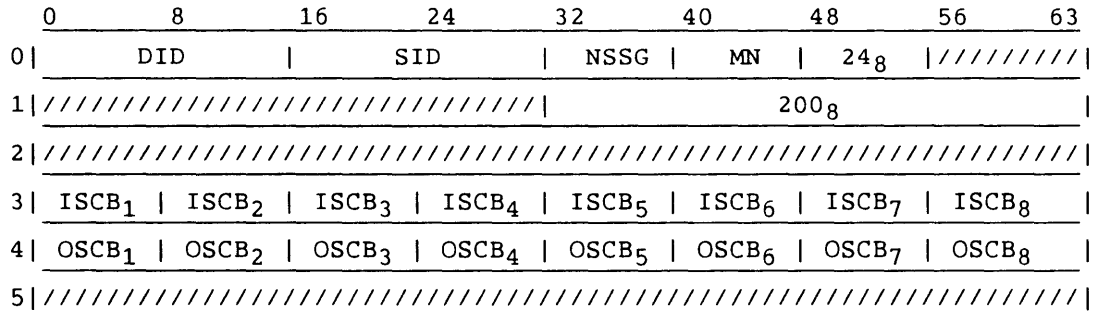 0 8 16 24 32 40 48 56 63
0| DID | SID | NSSG | MN | 24₈ |/////////|
1|///////////////////////////////| 200₈ |
2|/////////////////////////////////////////////////////////////////|
3| ISCB₁ | ISCB₂ | ISCB₃ | ISCB₄ | ISCB₅ | ISCB₆ | ISCB₇ | ISCB₈ |
4| OSCB₁ | OSCB₂ | OSCB₃ | OSCB₄ | OSCB₅ | OSCB₆ | OSCB₇ | OSCB₈ |
5|/////////////////////////////////////////////////////////////////|